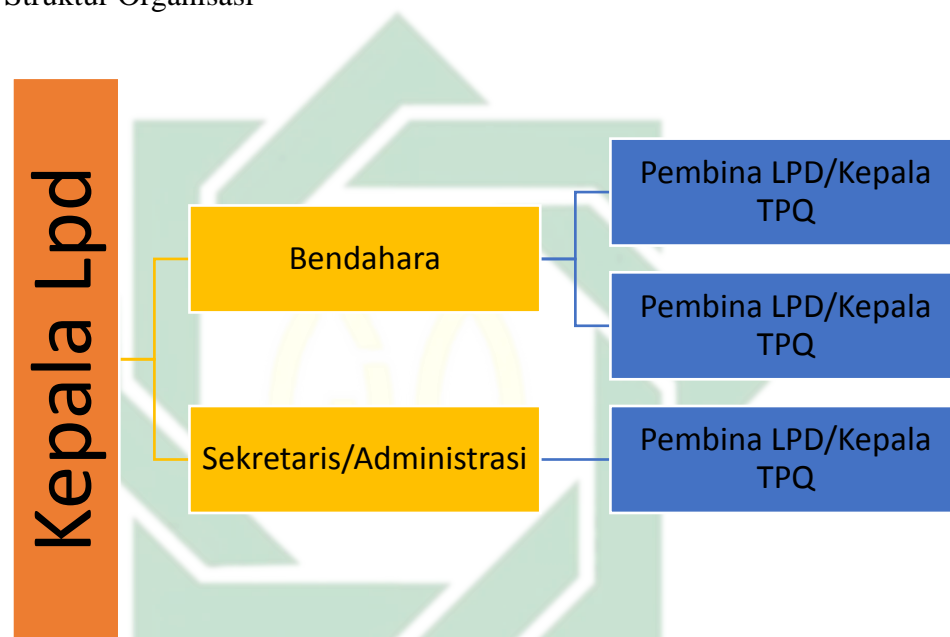 Struktur Organisasi
Kepala Lpd
Bendahara
Sekretaris/Administrasi
Pembina LPD/Kepala
TPQ
Pembina LPD/Kepala
TPQ
Pembina LPD/Kepala
TPQ